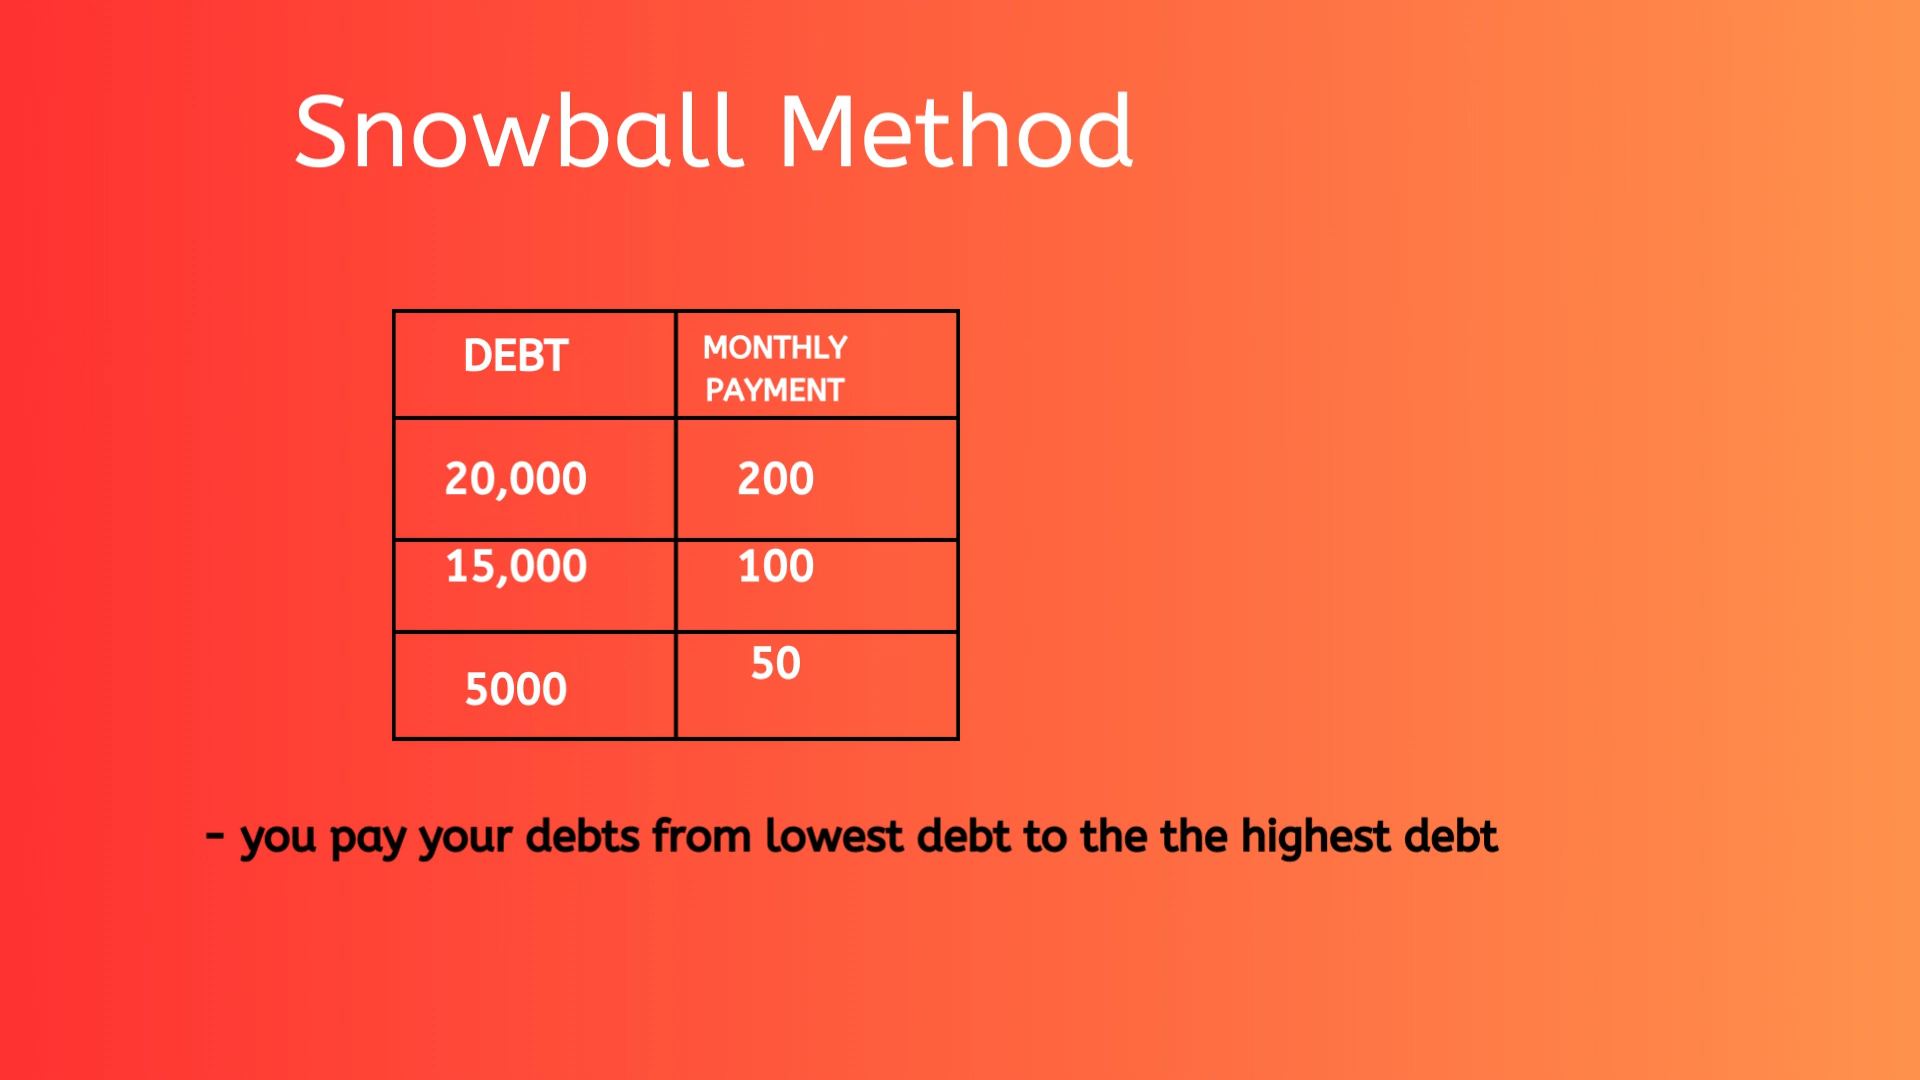 Snowball Method
DEBT
MONTHLY
PAYMENT
20,000
200
15,000
100
5000
50
- you pay your debts from lowest debt to the the highest debt